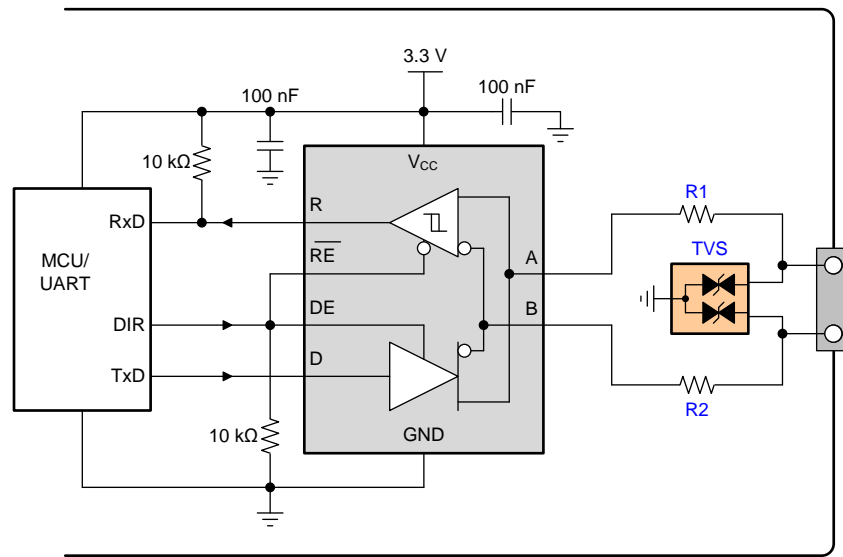 3.3 V
100 nF
100 nF
10 kΩ
VCC
R1
RxD
R
TVS
RE
A
MCU/
UART
B
DIR
DE
TxD
D
R2
10 kΩ
GND